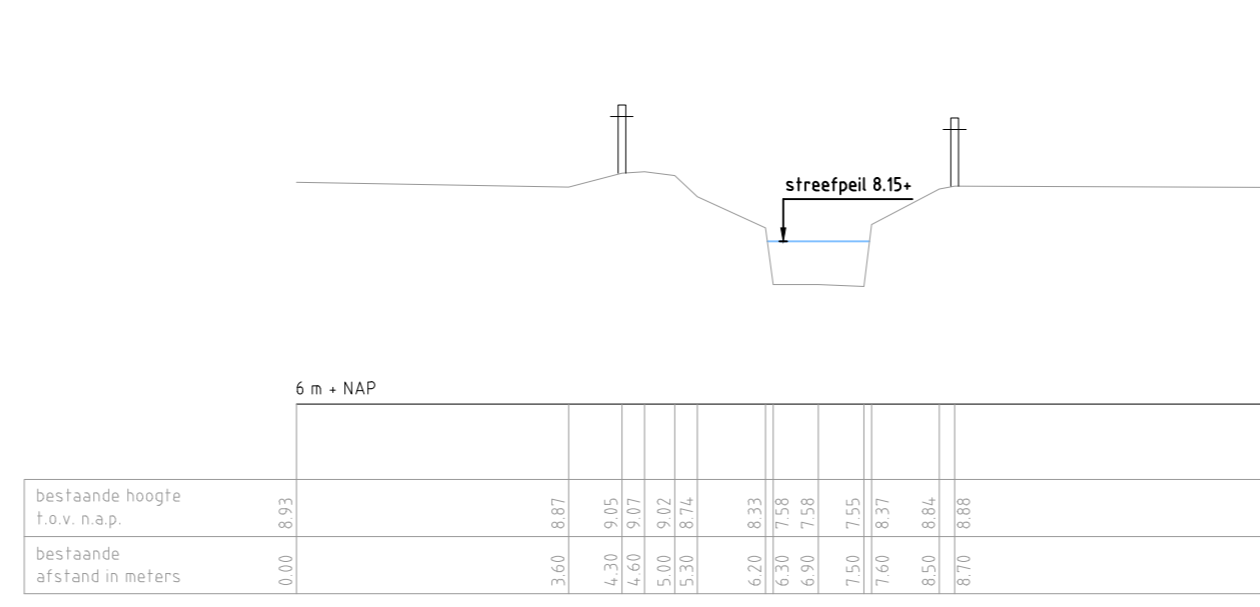 streefpeil 8.15+
6 m + NAP
bestaande hoogte
t.o.v. n.a.p.
8.93 8.87 9.05 9.07 9.02 8.74 8.33 7.58 7.58 7.55 8.37 8.84 8.88
bestaande
afstand in meters
0.00 3.60 4.30 4.60 5.00 5.30 6.20 6.30 6.90 7.50 7.60 8.50 8.70